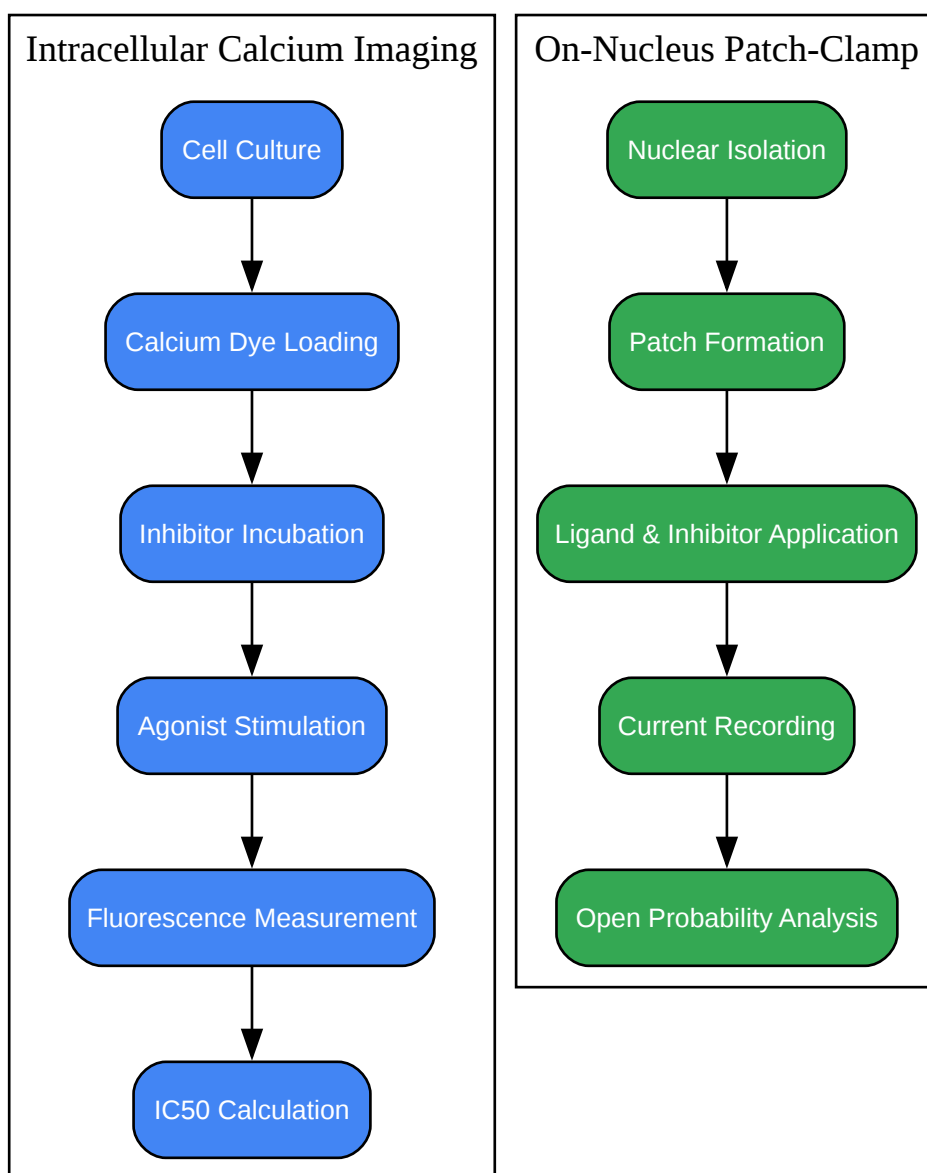 Intracellular Calcium Imaging
Cell Culture
Calcium Dye Loading
Inhibitor Incubation
Agonist Stimulation
Fluorescence Measurement
IC50 Calculation
On-Nucleus Patch-Clamp
Nuclear Isolation
Patch Formation
Ligand & Inhibitor Application
Current Recording
Open Probability Analysis